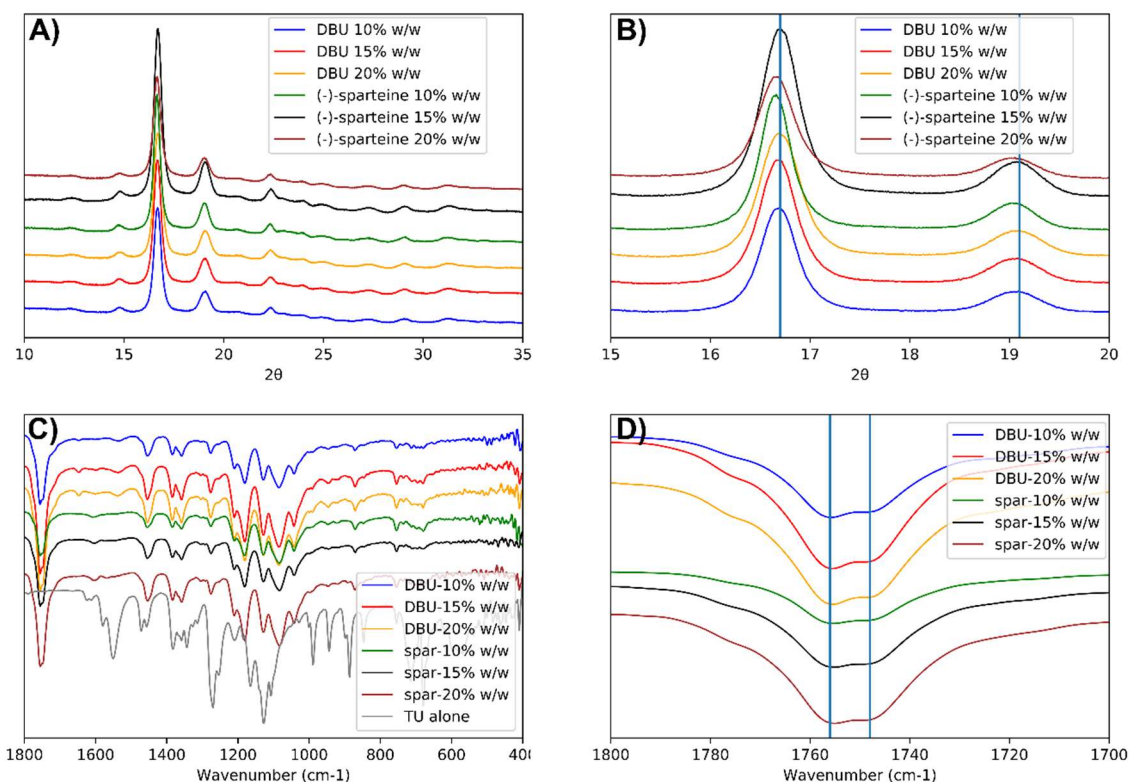 A)
DBU 10% w/w
DBU 15% w/w
DBU 20% w/w
(-)-sparteine 10% w/w
(-)-sparteine 15% w/w
(-)-sparteine 20% w/w
10 15 20 25 30 35
2θ
B)
DBU 10% w/w
DBU 15% w/w
DBU 20% w/w
(-)-sparteine 10% w/w
(-)-sparteine 15% w/w
(-)-sparteine 20% w/w
15 16 17 18 19 20
2θ
C)
DBU-10% w/w
DBU-15% w/w
DBU-20% w/w
spar-10% w/w
spar-15% w/w
spar-20% w/w
TU alone
1800 1600 1400 1200 1000 800 600 400
Wavenumber (cm-1)
D)
DBU-10% w/w
DBU-15% w/w
DBU-20% w/w
spar-10% w/w
spar-15% w/w
spar-20% w/w
1800 1780 1760 1740 1720 1700
Wavenumber (cm-1)